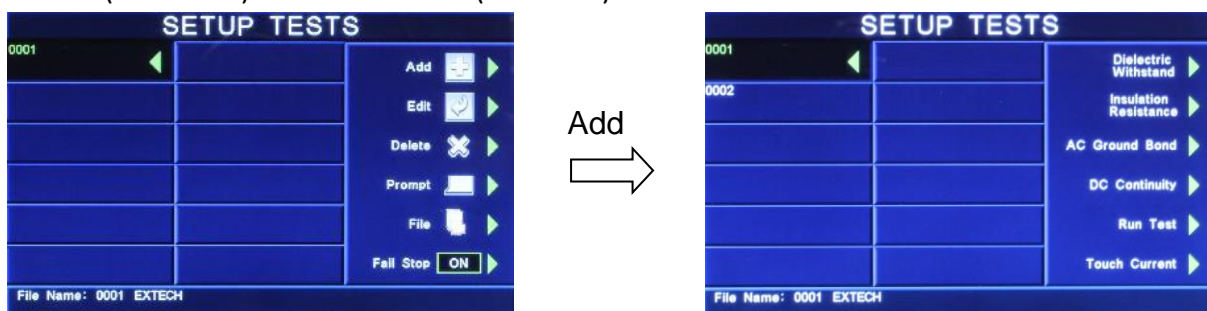 SETUP TESTS
0001
Add
Edit
Delete
Prompt
File
Fail Stop ON
File Name: 0001 EXTECH
Add
SETUP TESTS
0001
0002
Dielectric
Withstand
Insulation
Resistance
AC Ground Bond
DC Continuity
Run Test
Touch Current
File Name: 0001 EXTECH